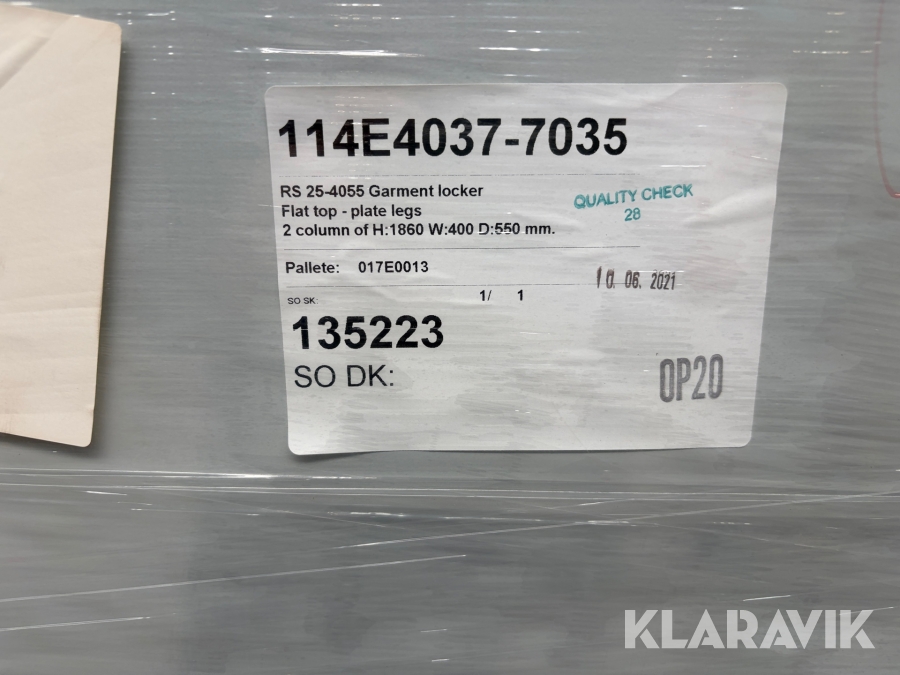 114E4037-7035
RS 25-4055 Garment locker
Flat top - plate legs
2 column of H:1860 W:400 D:550 mm.
QUALITY CHECK
28
Pallete: 017E0013
10. 06. 2021
SO SK: 1/ 1
135223
SO DK:
OP20
KLARAVIK